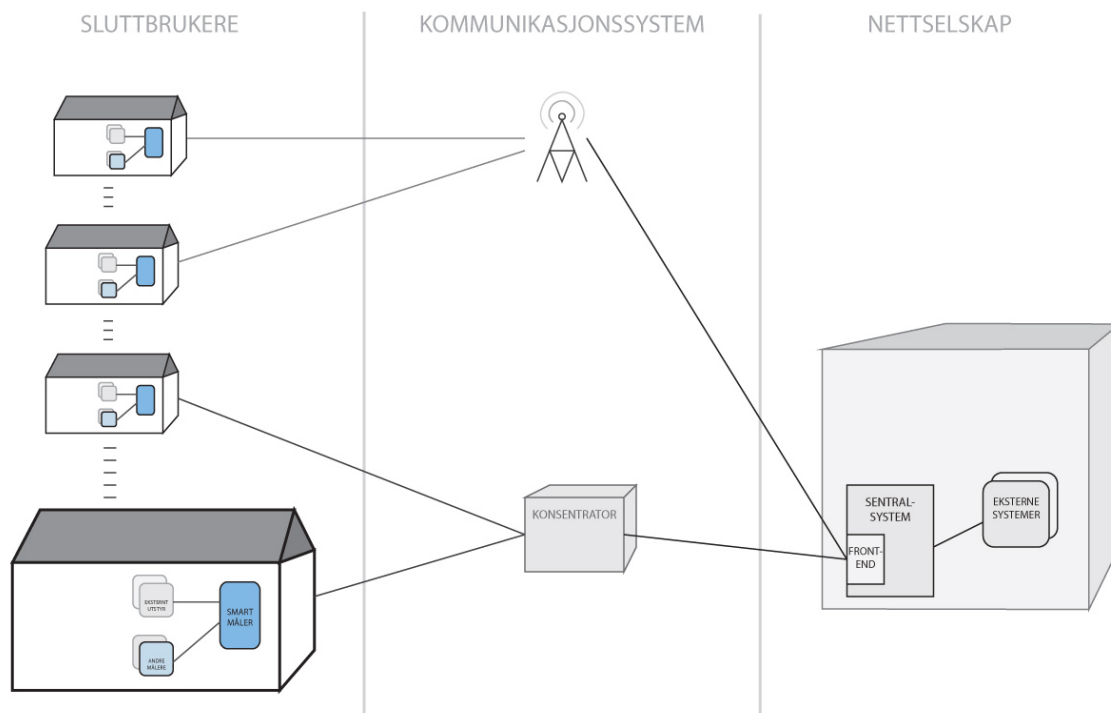 SLUTTBRUKERE
KOMMUNIKASJONSSYSTEM
NETTSELSKAP
KONSENTRATOR
SENTRAL-
SYSTEM
FRONT-
END
EKSTERNE
SYSTEMER
EKSTERNT
UTSTYR
SMART
MÅLER
ANDRE
MÅLERE